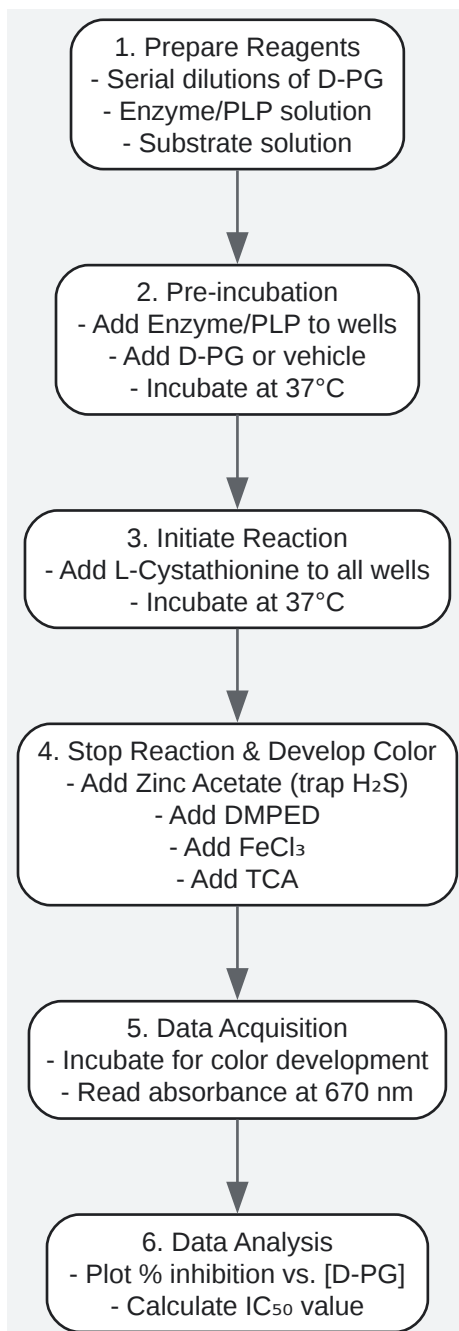 1. Prepare Reagents
- Serial dilutions of D-PG
- Enzyme/PLP solution
- Substrate solution
2. Pre-incubation
- Add Enzyme/PLP to wells
- Add D-PG or vehicle
- Incubate at 37°C
3. Initiate Reaction
- Add L-Cystathionine to all wells
- Incubate at 37°C
4. Stop Reaction & Develop Color
- Add Zinc Acetate (trap H₂S)
- Add DMPED
- Add FeCl₃
- Add TCA
5. Data Acquisition
- Incubate for color development
- Read absorbance at 670 nm
6. Data Analysis
- Plot % inhibition vs. [D-PG]
- Calculate IC₅₀ value